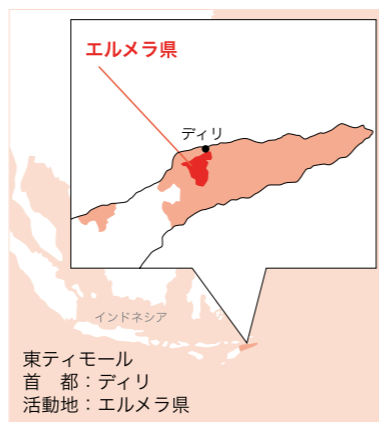 エルメラ県
ディリ
インドネシア
東ティモール
首　都：ディリ
活動地：エルメラ県